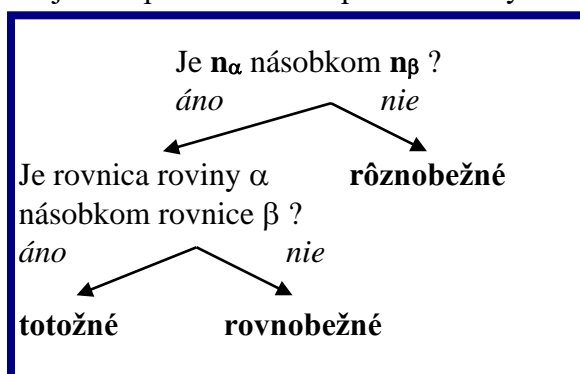 Je nα násobkom nβ ?
áno nie
Je rovnica roviny α rôznobežné
násobkom rovnice β ?
áno nie
totožné rovnobežné